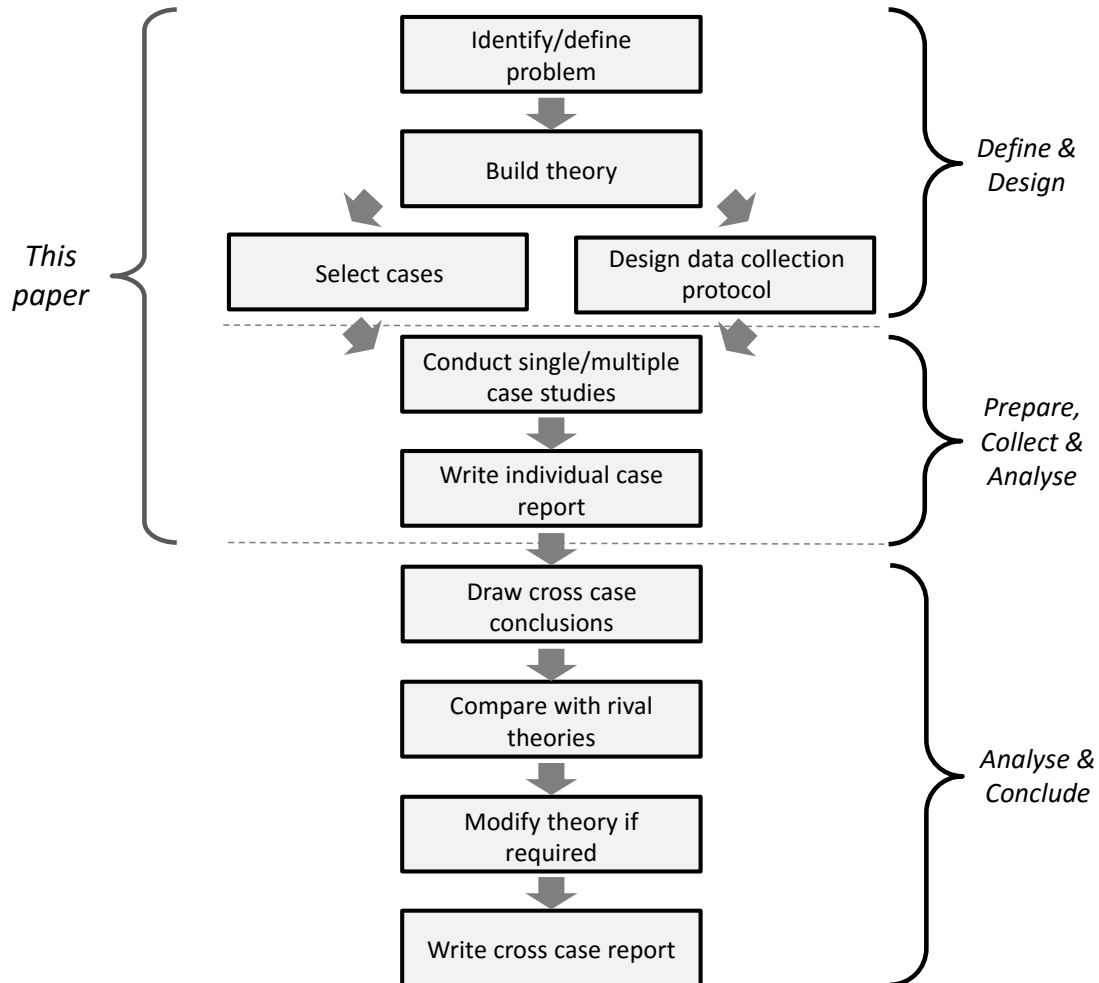 Identify/define
problem
Build theory
Define &
Design
This
paper
Select cases
Design data collection
protocol
Conduct single/multiple
case studies
Prepare,
Collect &
Analyse
Write individual case
report
Draw cross case
conclusions
Compare with rival
theories
Analyse &
Conclude
Modify theory if
required
Write cross case report